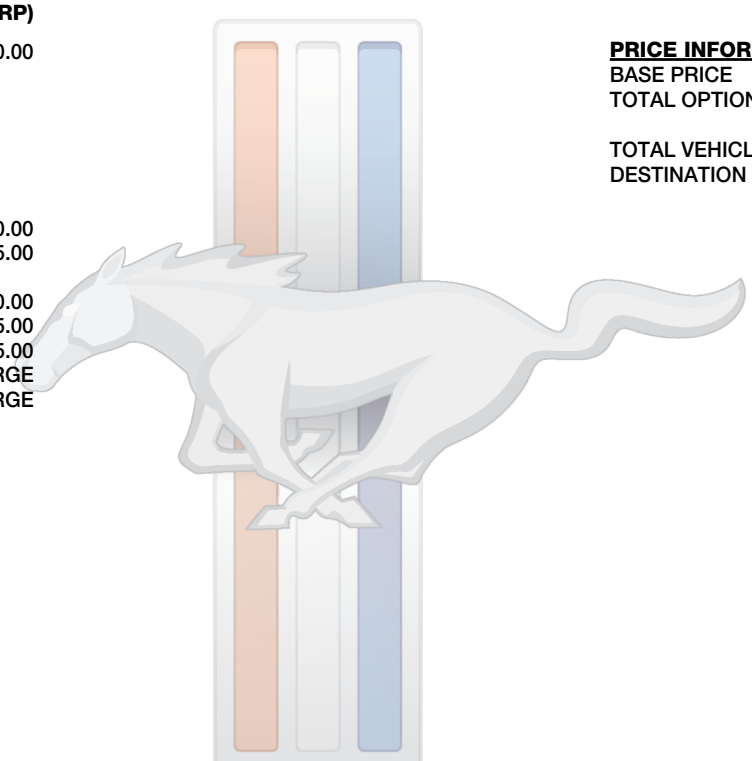 RP)
0.00
0.00
5.00
0.00
5.00
5.00
RGE
RGE
PRICE INFOR
BASE PRICE
TOTAL OPTION
TOTAL VEHICL
DESTINATION